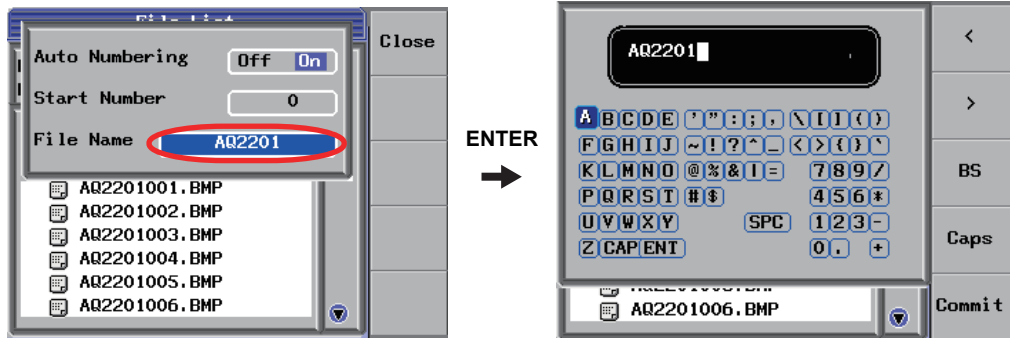 File List
Close
Auto Numbering Off On
Start Number 0
File Name AQ2201
AQ2201001.BMP
AQ2201002.BMP
AQ2201003.BMP
AQ2201004.BMP
AQ2201005.BMP
AQ2201006.BMP
ENTER
AQ2201
A B C D E ' " : ; , \ [ ] ( )
F G H I J ~ ! ? ^ _ < > { } `
K L M N O @ % & | = 7 8 9 /
P Q R S T # $ 4 5 6 *
U V W X Y SPC 1 2 3 -
Z CAP ENT 0 . +
AQ2201006.BMP
<
>
BS
Caps
Commit